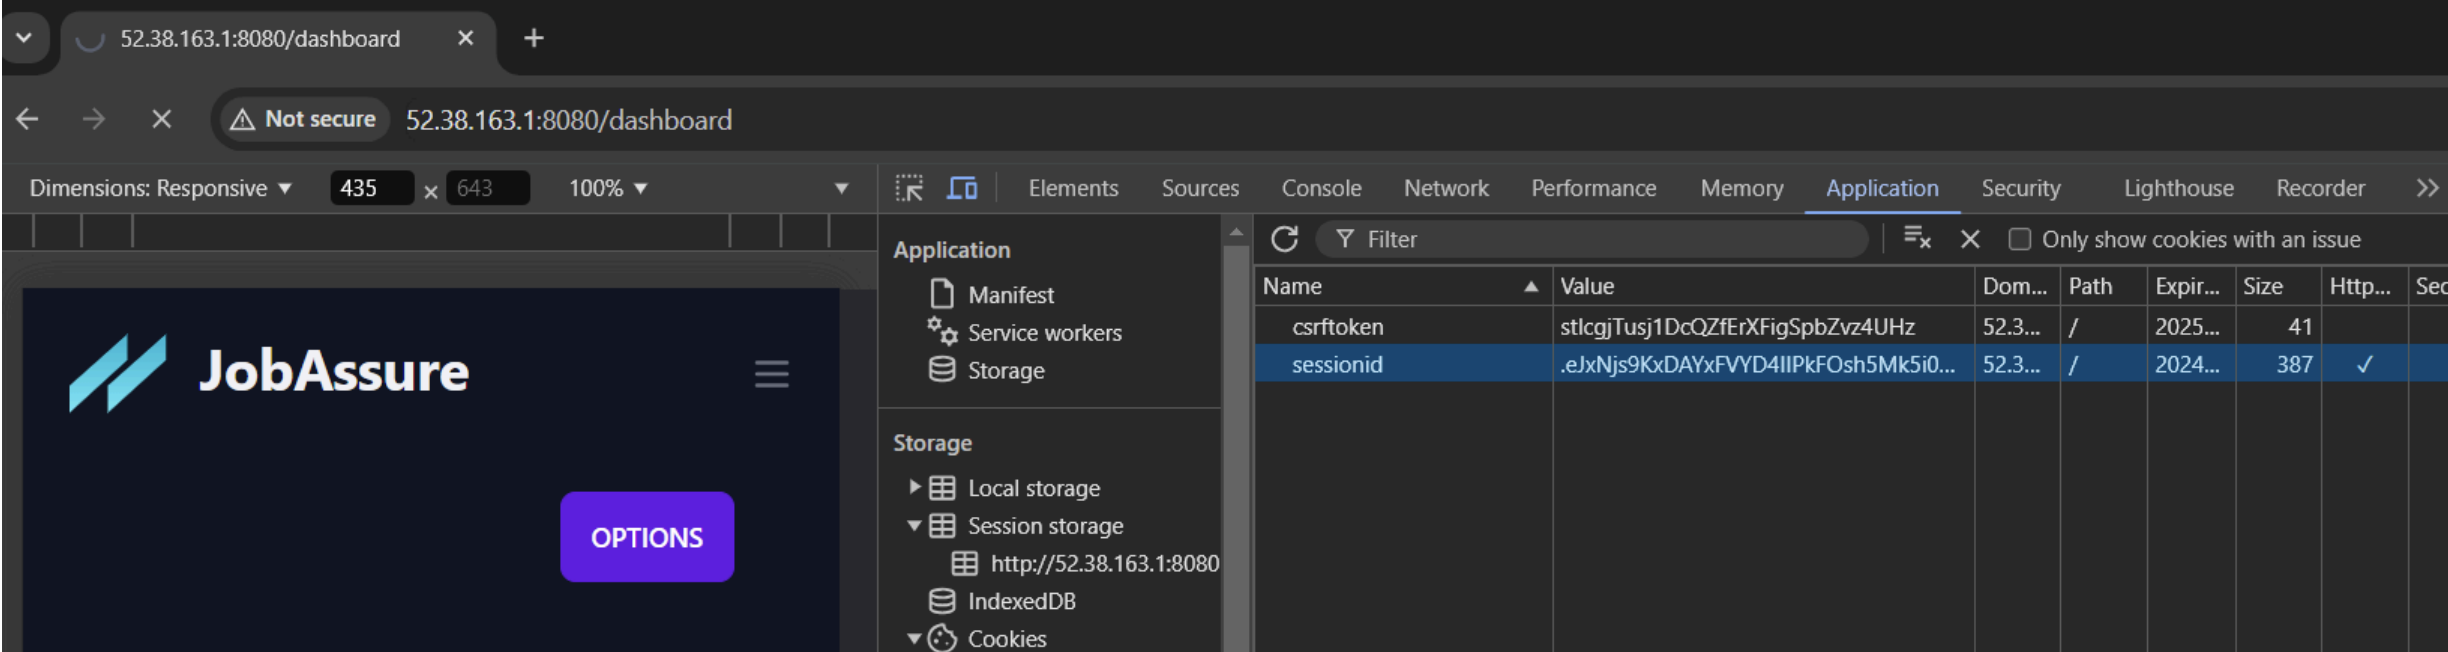 52.38.163.1:8080/dashboard
Not secure 52.38.163.1:8080/dashboard
Dimensions: Responsive 435 × 643 100%
Elements Sources Console Network Performance Memory Application Security Lighthouse Recorder
Filter Only show cookies with an issue
JobAssure
OPTIONS
Application
Manifest
Service workers
Storage
Storage
Local storage
Session storage
http://52.38.163.1:8080
IndexedDB
Cookies
Name Value Dom... Path Expir... Size Http... Sec
csrftoken stlcgjTusj1DcQZfErXFigSpbZvz4UHz 52.3... / 2025... 41
sessionid .eJxNjs9KxDAYxFVYD4lIPkFOsh5Mk5i0... 52.3... / 2024... 387 ✓